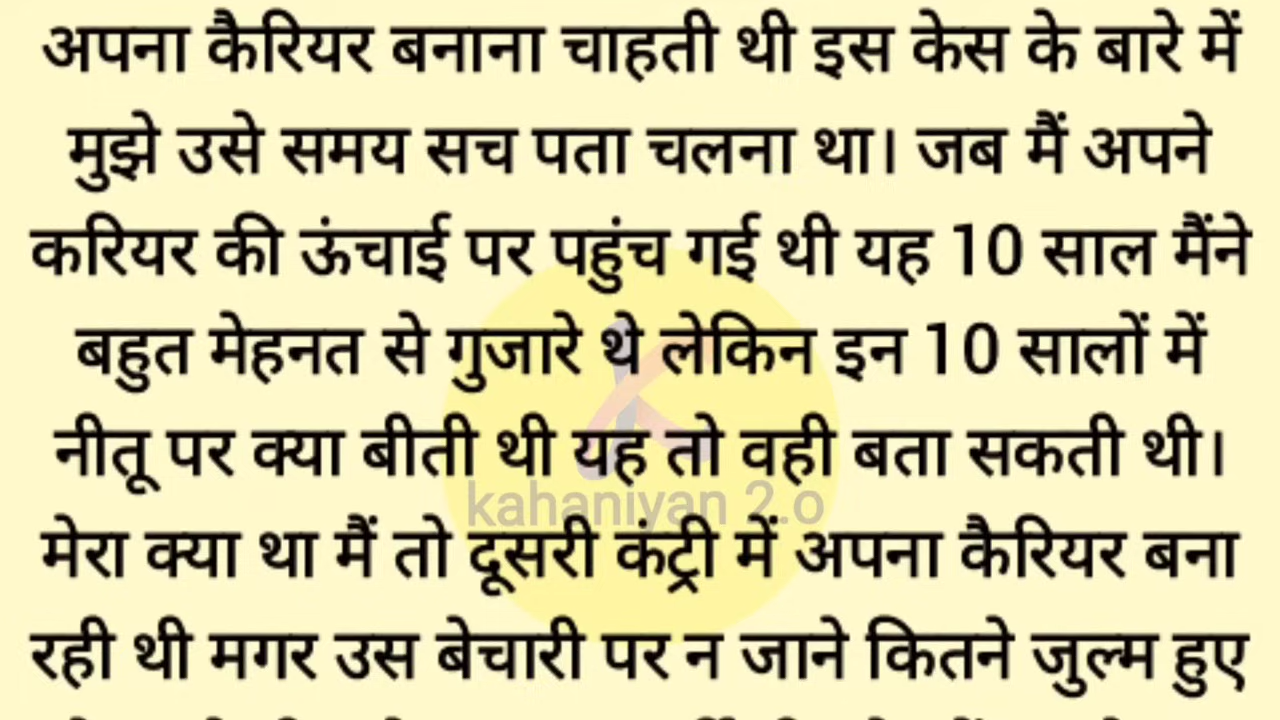 अपना कैरियर बनाना चाहती थी इस केस के बारे में
मुझे उसे समय सच पता चलना था। जब मैं अपने
करियर की ऊंचाई पर पहुंच गई थी यह 10 साल मैंने
बहुत मेहनत से गुजारे थे लेकिन इन 10 सालों में
नीतू पर क्या बीती थी यह तो वही बता सकती थी।
kahaniyan 2.o
मेरा क्या था मैं तो दूसरी कंट्री में अपना कैरियर बना
रही थी मगर उस बेचारी पर न जाने कितने जुल्म हुए